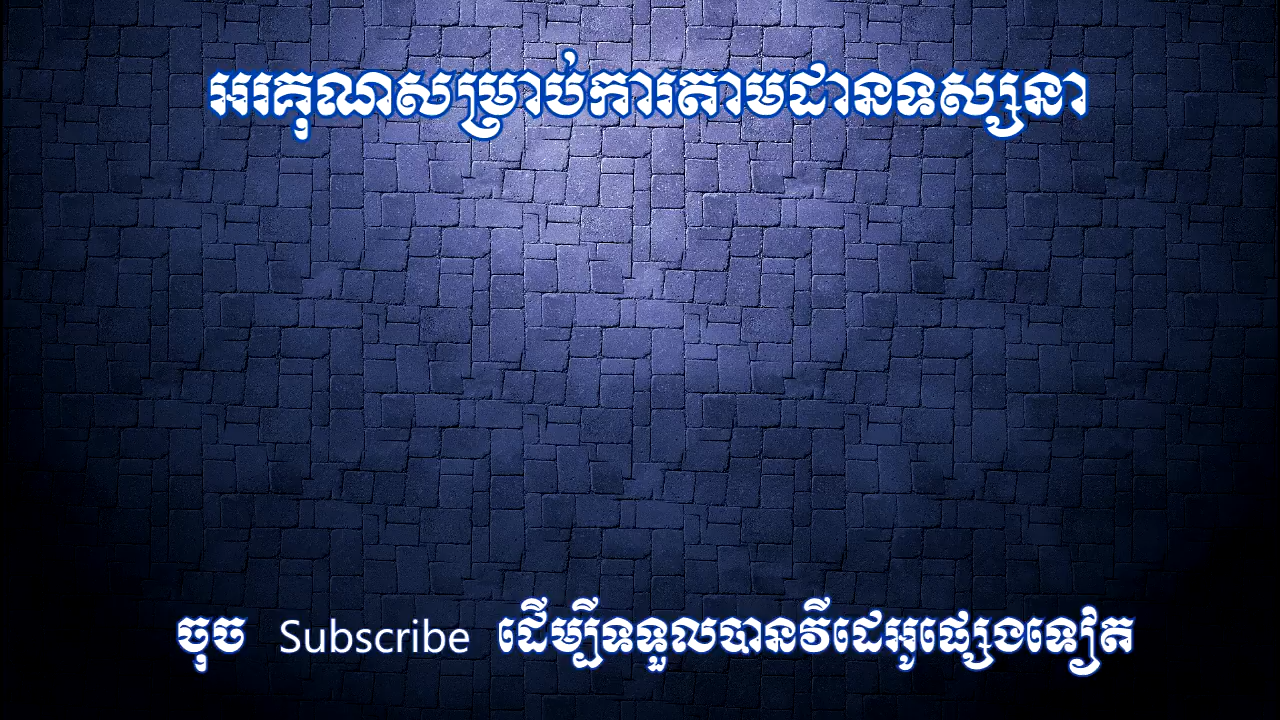 អរគុណសម្រាប់ការតាមដានទស្សនា
ចុច Subscribe ដើម្បីទទួលបានវីដេអូផ្សេងទៀត